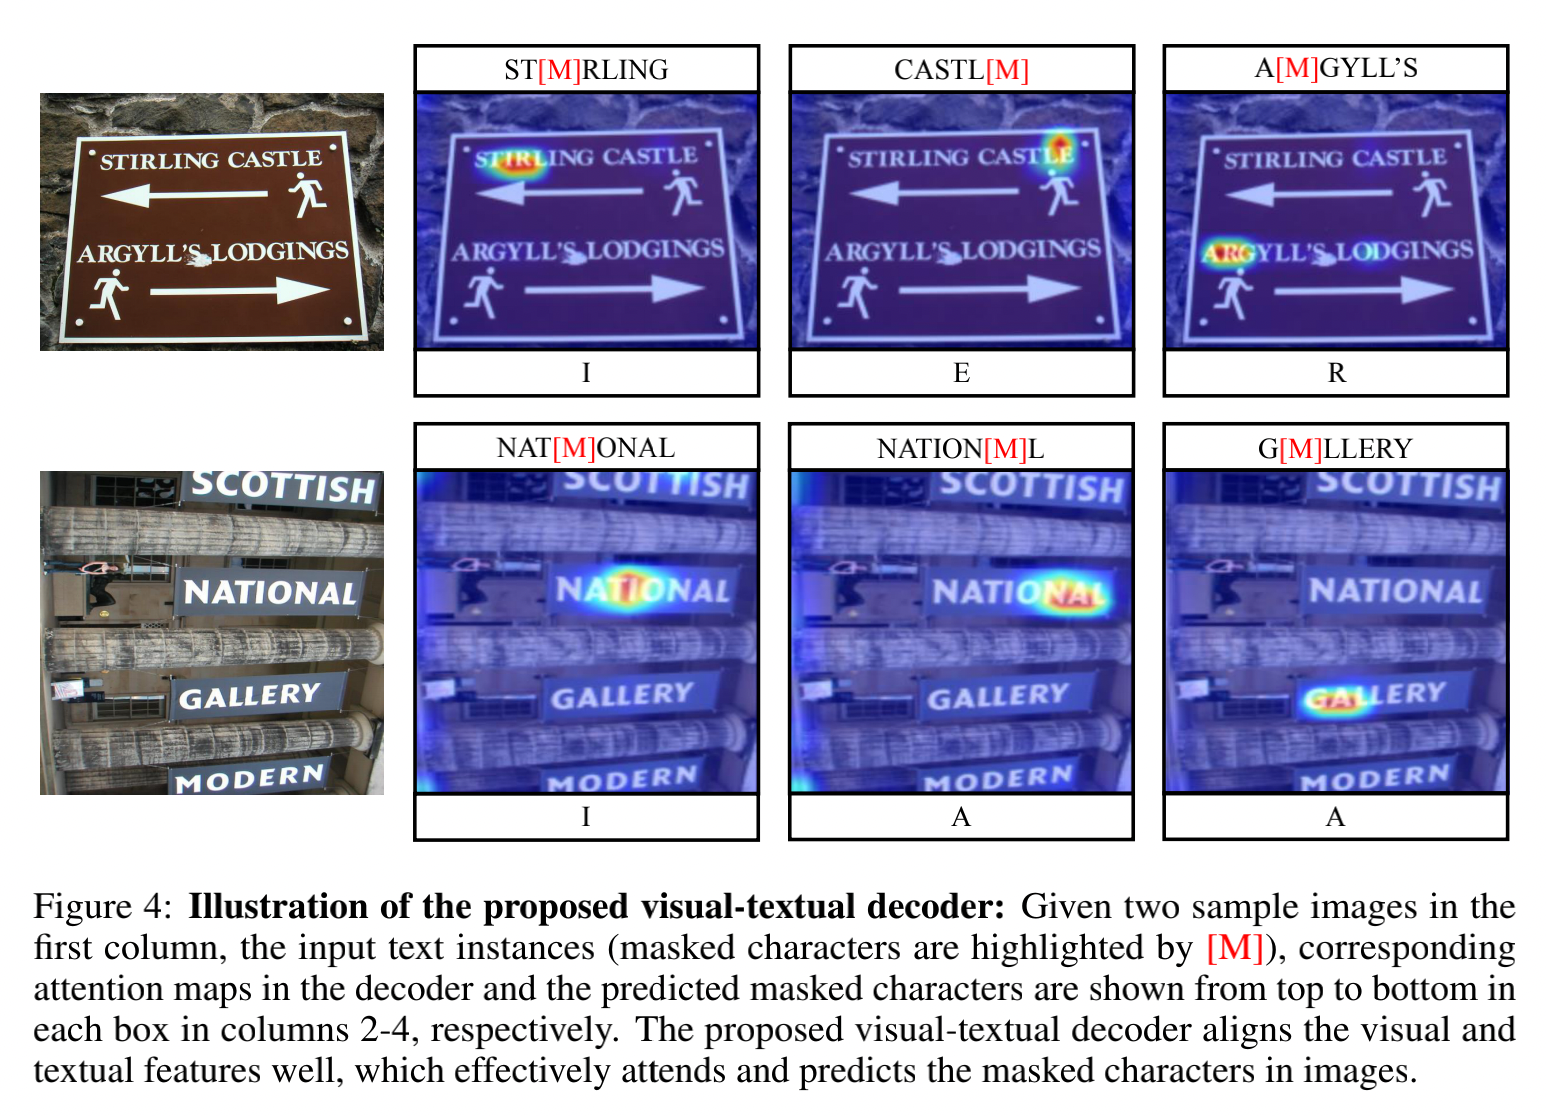 ST[M]RLING CASTL[M] A[M]GYLL'S
STIRLING CASTLE
ARGYLL'S LODGINGS
STIRLING CASTLE
ARGYLL'S LODGINGS
STIRLING CASTLE
ARGYLL'S LODGINGS
STIRLING CASTLE
ARGYLL'S LODGINGS
I E R
NAT[M]ONAL NATION[M]L G[M]LLERY
SCOTTISH
NATIONAL
GALLERY
MODERN
SCOTTISH
NATIONAL
GALLERY
MODERN
SCOTTISH
NATIONAL
GALLERY
MODERN
SCOTTISH
NATIONAL
GALLERY
MODERN
I A A
Figure 4: Illustration of the proposed visual-textual decoder: Given two sample images in the
first column, the input text instances (masked characters are highlighted by [M]), corresponding
attention maps in the decoder and the predicted masked characters are shown from top to bottom in
each box in columns 2-4, respectively. The proposed visual-textual decoder aligns the visual and
textual features well, which effectively attends and predicts the masked characters in images.